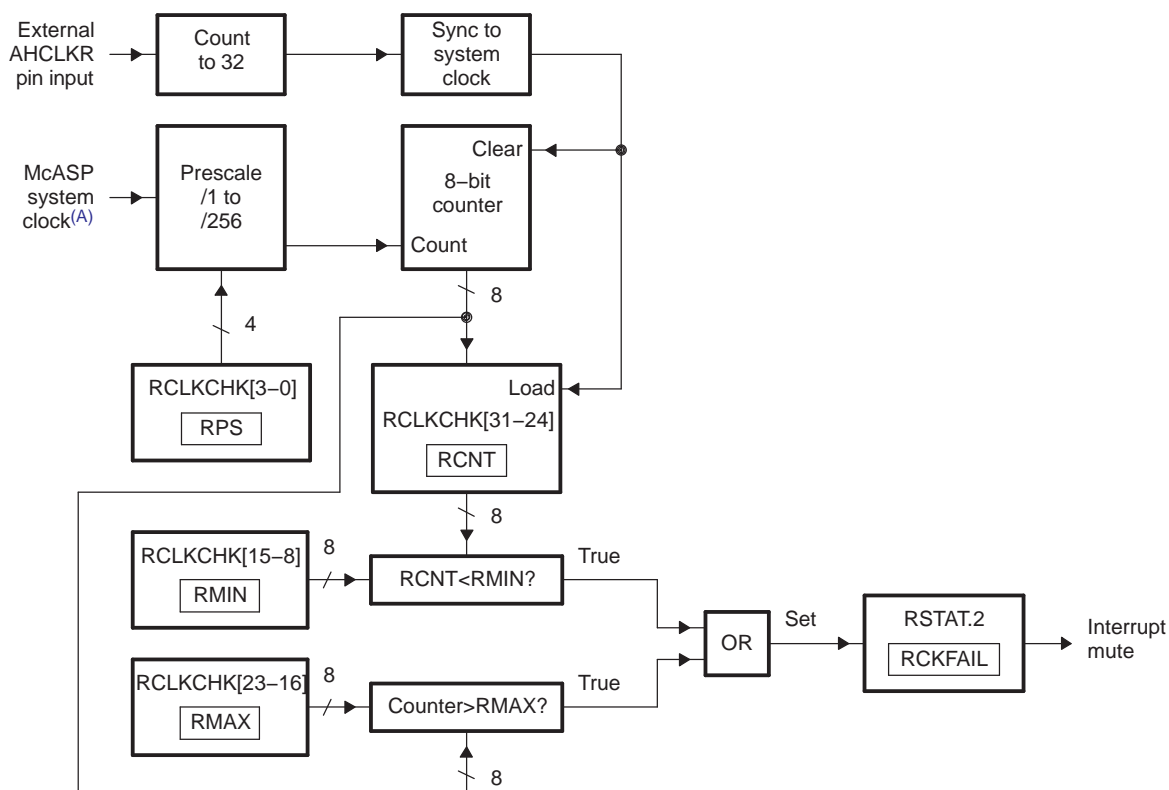 External
AHCLKR
pin input
Count
to 32
Sync to
system
clock
McASP
system
clock(A)
Prescale
/1 to
/256
Clear
8−bit
counter
Count
8
4
RCLKCHK[3−0]
RPS
Load
RCLKCHK[31−24]
RCNT
8
RCLKCHK[15−8]
RMIN
8
RCNT<RMIN?
True
RCLKCHK[23−16]
RMAX
8
Counter>RMAX?
True
8
OR
Set
RSTAT.2
RCKFAIL
Interrupt
mute